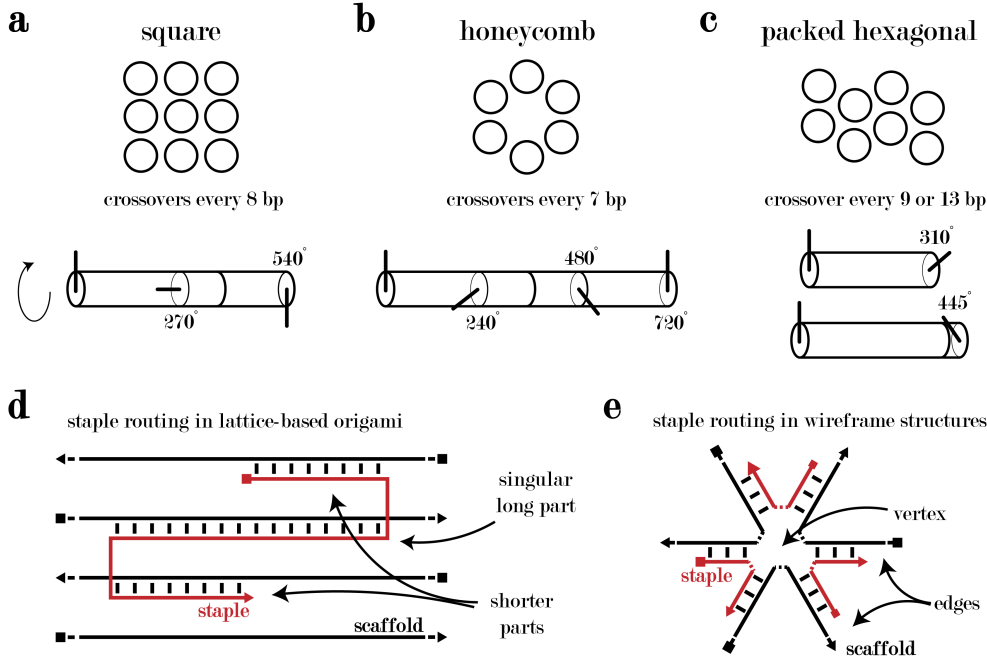 a
square
crossovers every 8 bp
540°
270°
b
honeycomb
crossovers every 7 bp
480°
240°
720°
c
packed hexagonal
crossover every 9 or 13 bp
310°
445°
d
staple routing in lattice-based origami
singular
long part
staple
scaffold
shorter
parts
e
staple routing in wireframe structures
vertex
staple
edges
scaffold